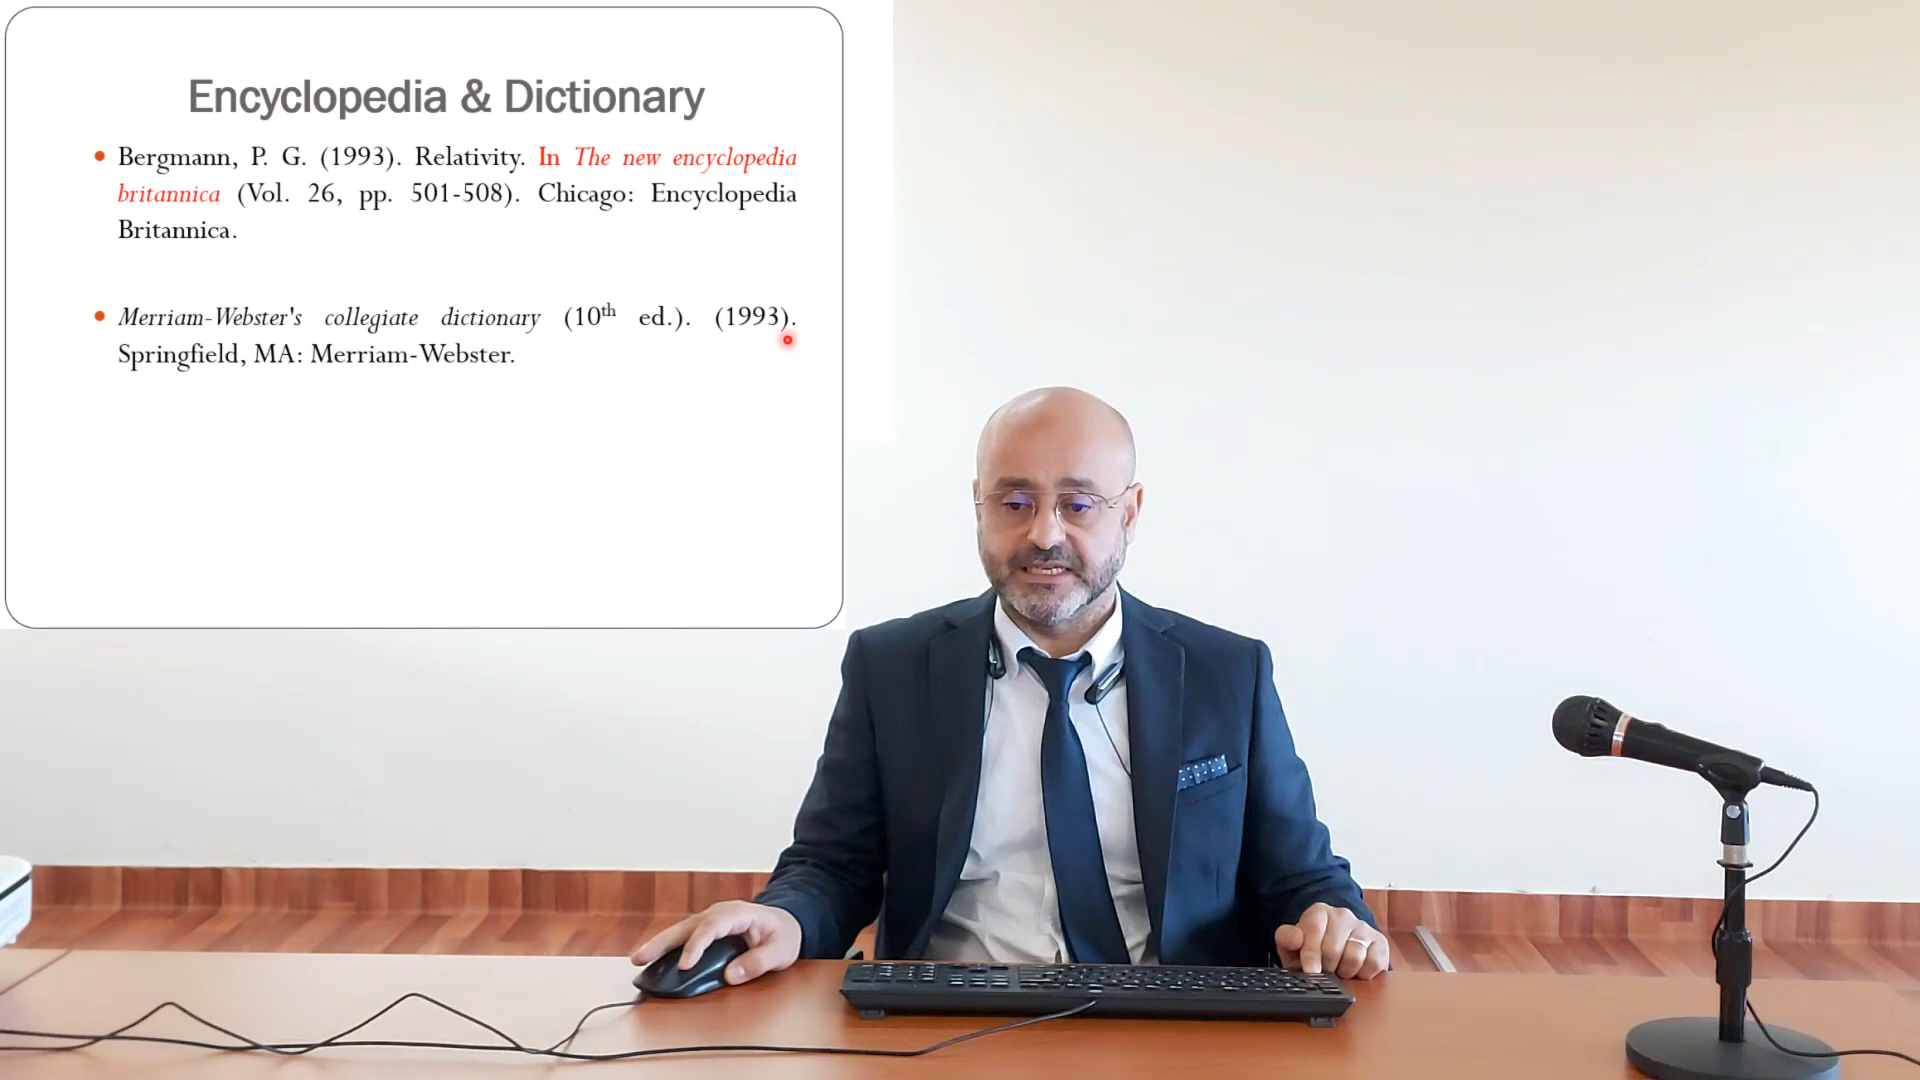 Encyclopedia & Dictionary
• Bergmann, P. G. (1993). Relativity. In The new encyclopedia
britannica (Vol. 26, pp. 501-508). Chicago: Encyclopedia
Britannica.
• Merriam-Webster's collegiate dictionary (10th ed.). (1993).
Springfield, MA: Merriam-Webster.